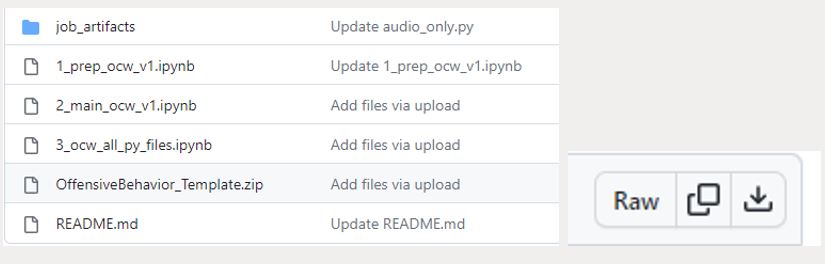 job_artifacts Update audio_only.py
1_prep_ocw_v1.ipynb Update 1_prep_ocw_v1.ipynb
2_main_ocw_v1.ipynb Add files via upload
3_ocw_all_py_files.ipynb Add files via upload
OffensiveBehavior_Template.zip Add files via upload
README.md Update README.md
Raw